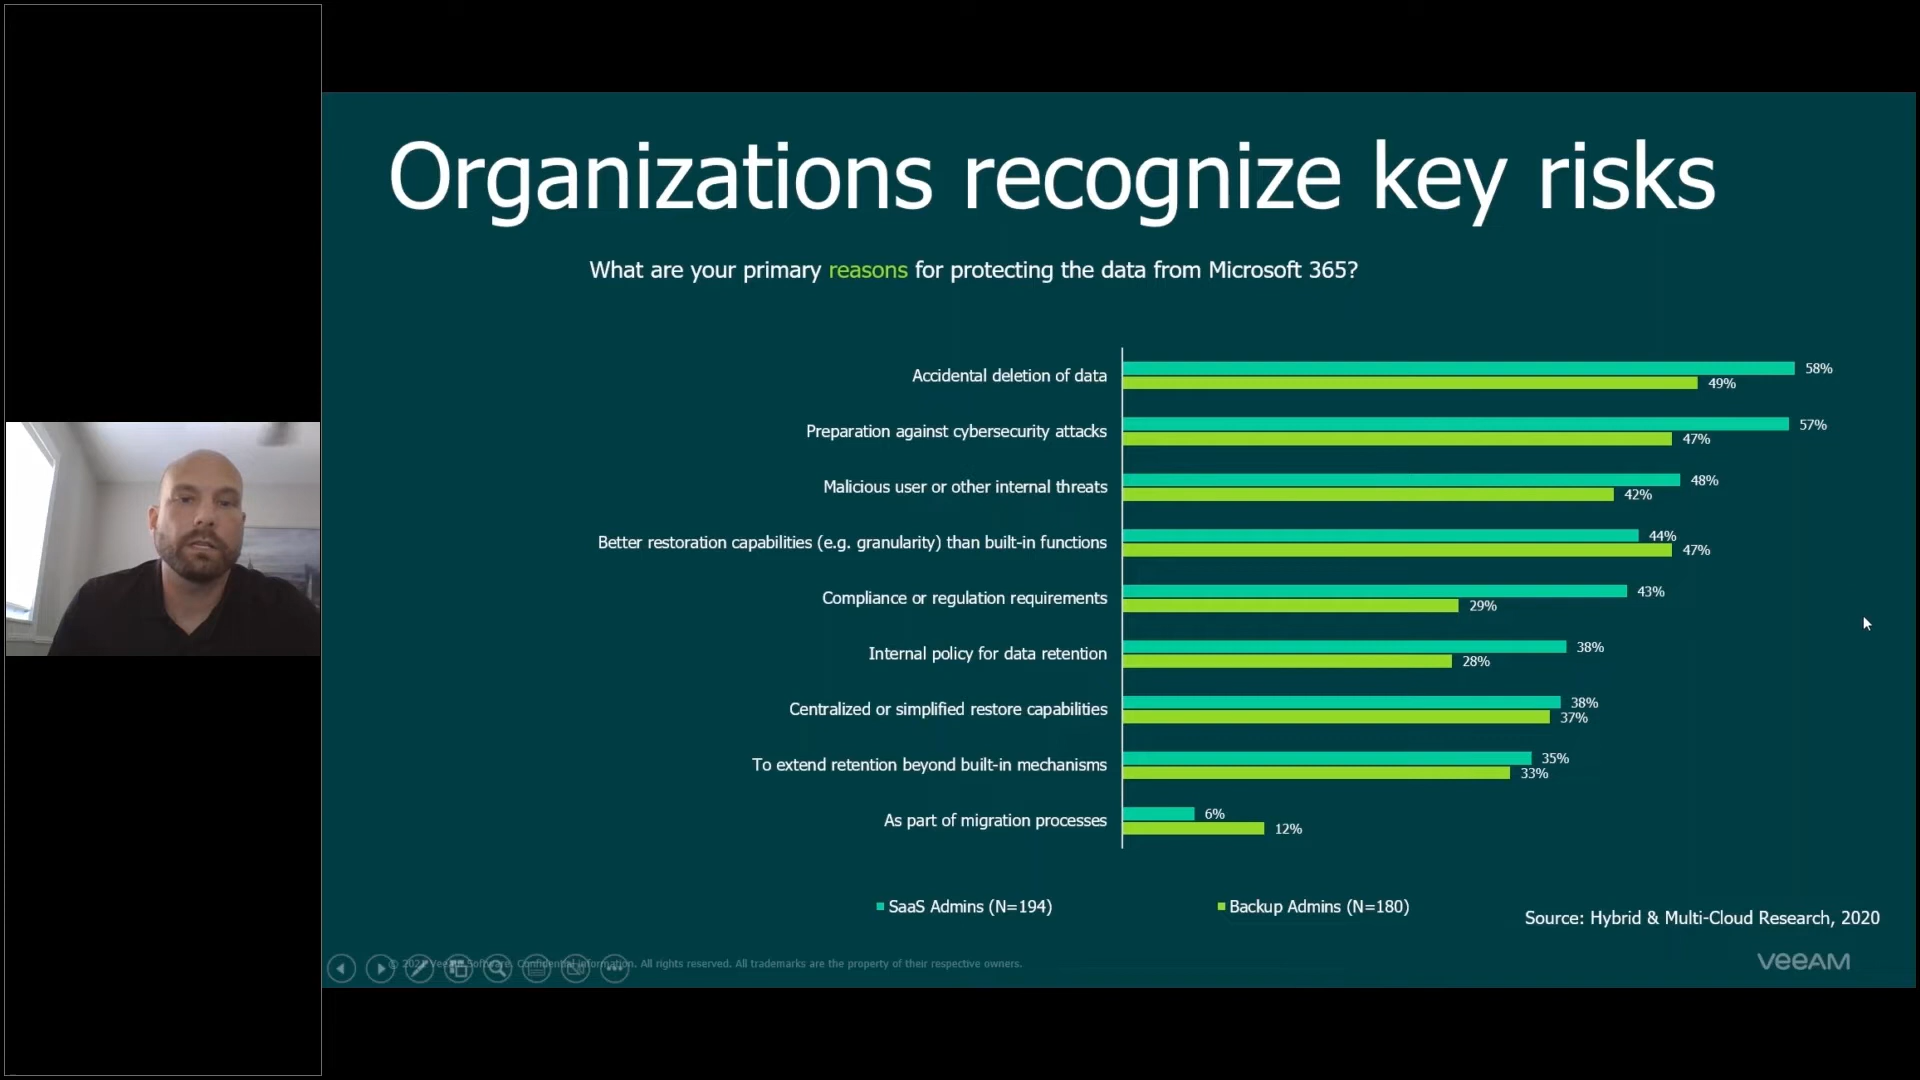 Organizations recognize key risks
What are your primary reasons for protecting the data from Microsoft 365?
Accidental deletion of data
58%
49%
Preparation against cybersecurity attacks
57%
47%
Malicious user or other internal threats
48%
42%
Better restoration capabilities (e.g. granularity) than built-in functions
44%
47%
Compliance or regulation requirements
43%
29%
Internal policy for data retention
38%
28%
Centralized or simplified restore capabilities
38%
37%
To extend retention beyond built-in mechanisms
35%
33%
As part of migration processes
6%
12%
SaaS Admins (N=194)
Backup Admins (N=180)
Source: Hybrid & Multi-Cloud Research, 2020
Software. Confidential information. All rights reserved. All trademarks are the property of their respective owners.
veeAM